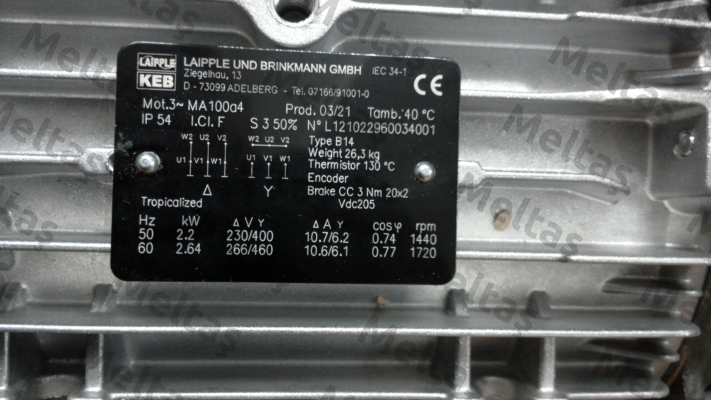 LAIPPLE
KEB
LAIPPLE UND BRINKMANN GMBH IEC 34-1
Ziegelhau, 13
D - 73099 ADELBERG - Tel. 07166/91001-0
CE
Mot.3~ MA100a4 Prod. 03/21 Tamb.:40 °C
IP 54 I.Cl. F S 3 50% N° L121022960034001
W2 U2 V2 W2 U2 V2 Type B14
Weight 26,3 kg
U1 V1 W1 U1 V1 W1 Thermistor 130 °C
Encoder
Δ Y Brake CC 3 Nm 20x2
Tropicalized Vdc205
Hz kW Δ V Y Δ A Y cosφ rpm
50 2.2 230/400 10.7/6.2 0.74 1440
60 2.64 266/460 10.6/6.1 0.77 1720
Meltas